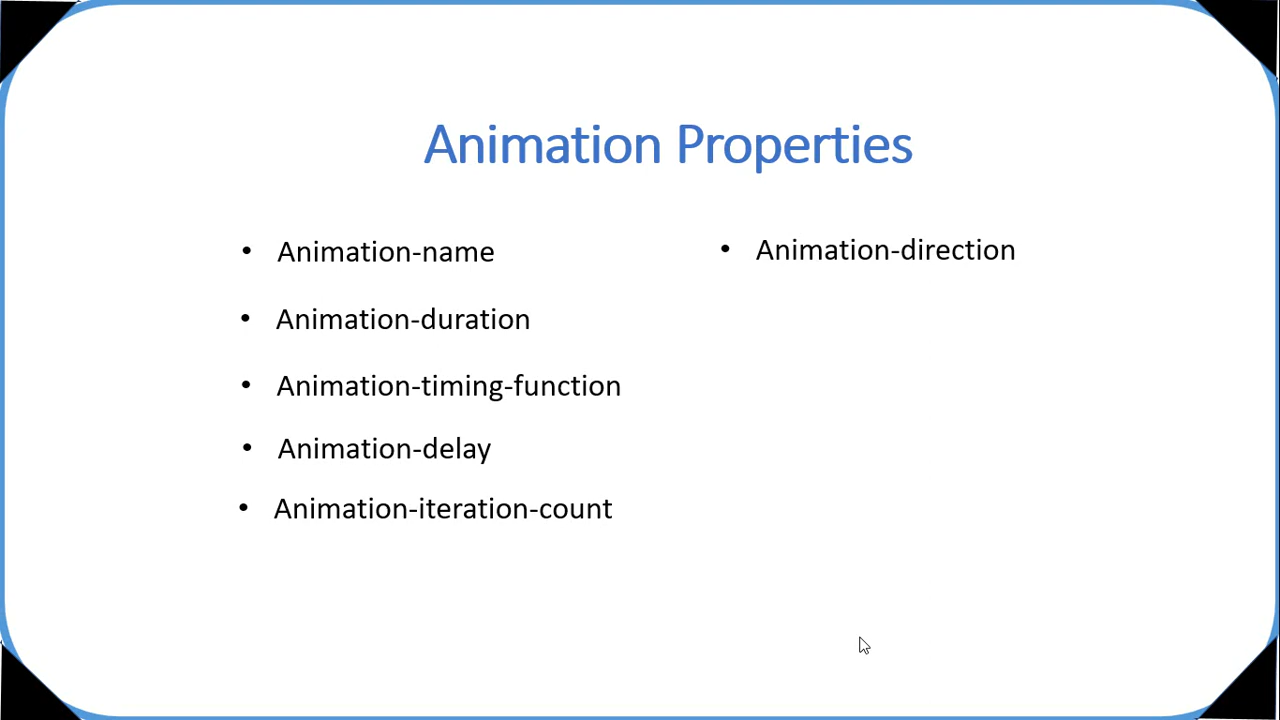 Animation Properties
• Animation-name
• Animation-duration
• Animation-timing-function
• Animation-delay
• Animation-iteration-count
• Animation-direction